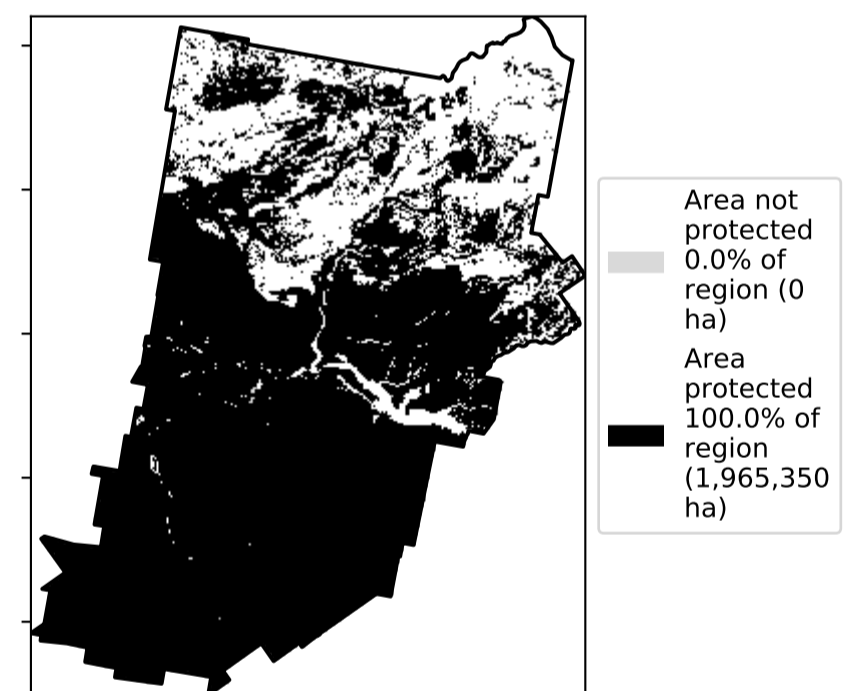 Area not
protected
0.0% of
region (0
ha)
Area
protected
100.0% of
region
(1,965,350
ha)